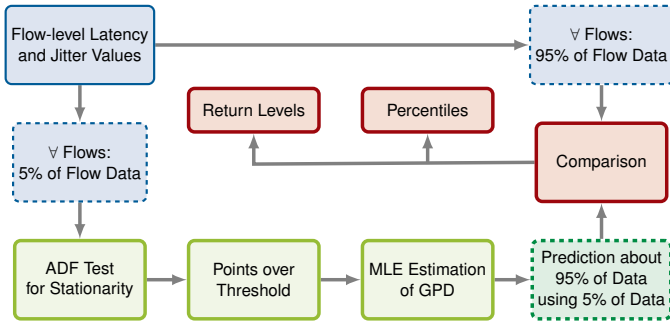 Flow-level Latency
and Jitter Values
∀ Flows:
95% of Flow Data
Return Levels
Percentiles
∀ Flows:
5% of Flow Data
Comparison
ADF Test
for Stationarity
Points over
Threshold
MLE Estimation
of GPD
Prediction about
95% of Data
using 5% of Data